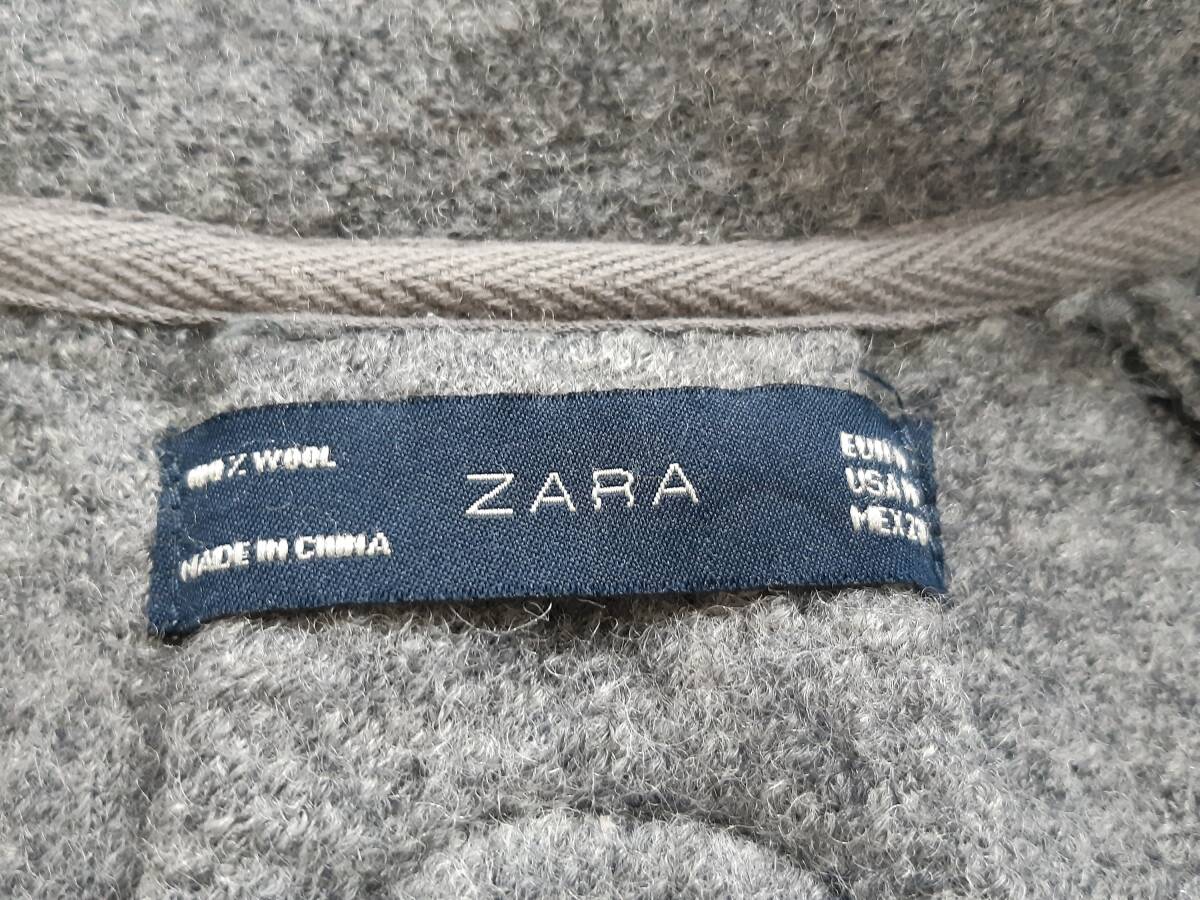 100% WOOL
MADE IN CHINA
ZARA
EUR
USA M
MEX 28